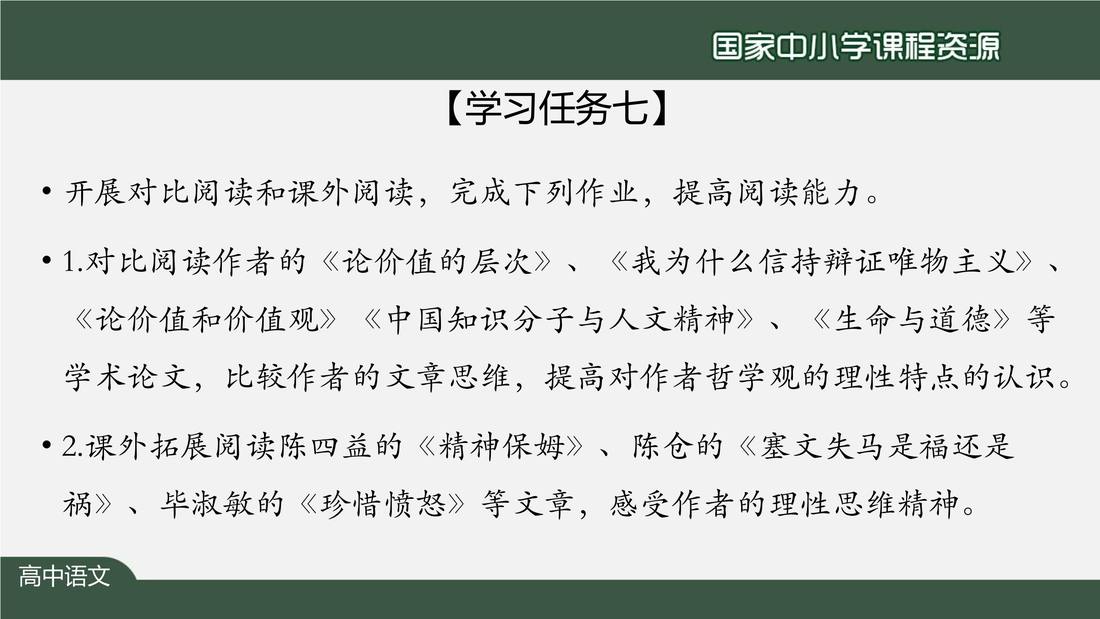 国家中小学课程资源
【学习任务七】
• 开展对比阅读和课外阅读，完成下列作业，提高阅读能力。
• 1.对比阅读作者的《论价值的层次》、《我为什么信持辩证唯物主义》、
《论价值和价值观》《中国知识分子与人文精神》、《生命与道德》等
学术论文，比较作者的文章思维，提高对作者哲学观的理性特点的认识。
• 2.课外拓展阅读陈四益的《精神保姆》、陈仓的《塞文失马是福还是
祸》、毕淑敏的《珍惜愤怒》等文章，感受作者的理性思维精神。
高中语文